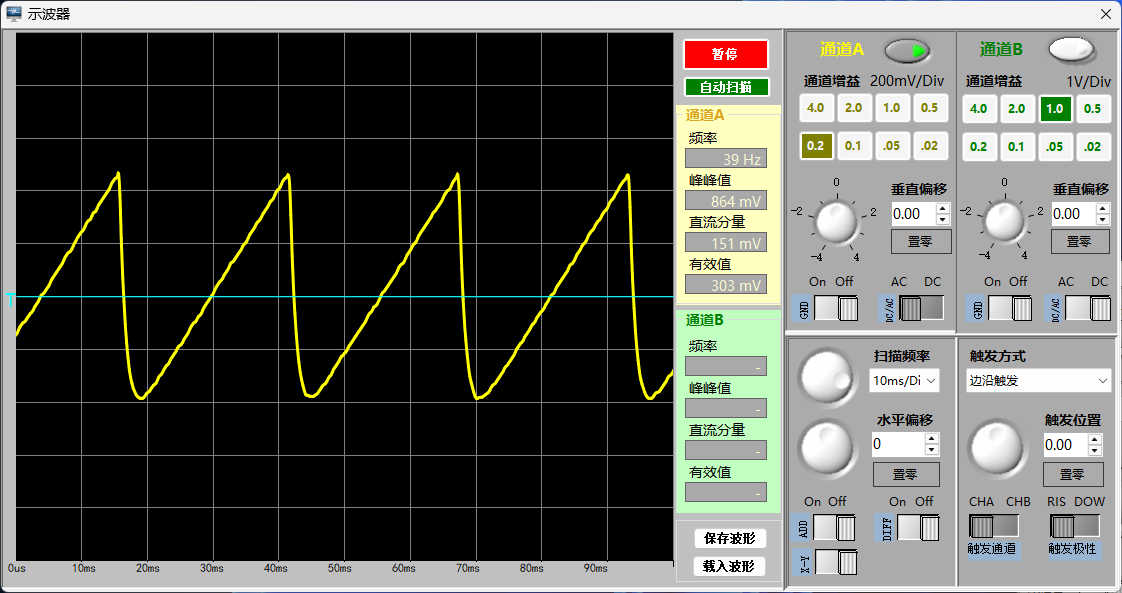 示波器
T
0us 10ms 20ms 30ms 40ms 50ms 60ms 70ms 80ms 90ms
暂停
自动扫描
通道A
频率
39 Hz
峰峰值
864 mV
直流分量
151 mV
有效值
303 mV
通道B
频率
-
峰峰值
-
直流分量
-
有效值
-
保存波形
载入波形
通道A
通道增益 200mV/Div
4.0 2.0 1.0 0.5
0.2 0.1 .05 .02
0
-2 2
-4 4
垂直偏移
0.00
置零
On Off AC DC
GND DC/AC
通道B
通道增益 1V/Div
4.0 2.0 1.0 0.5
0.2 0.1 .05 .02
0
-2 2
-4 4
垂直偏移
0.00
置零
On Off AC DC
GND DC/AC
扫描频率
10ms/Di
水平偏移
0
置零
On Off On Off
ADD DIFF
X-Y
触发方式
边沿触发
触发位置
0.00
置零
CHA CHB RIS DOW
触发通道 触发极性